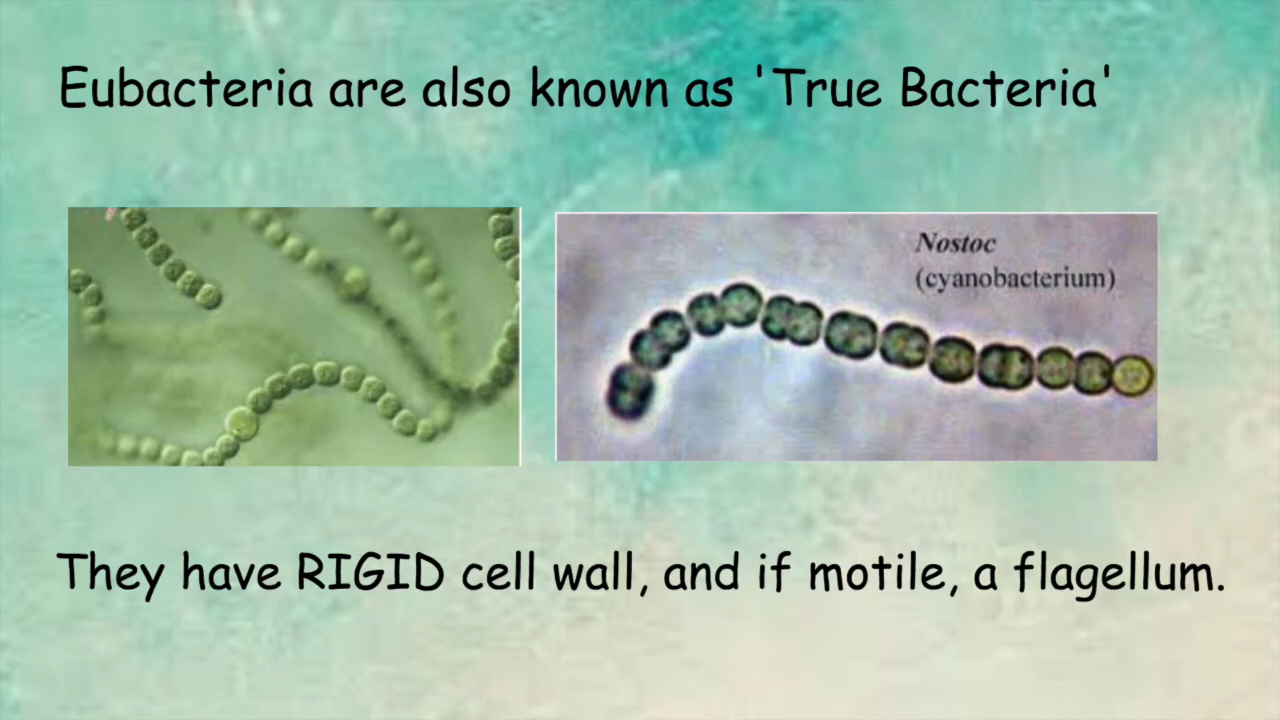 Eubacteria are also known as 'True Bacteria'
Nostoc
(cyanobacterium)
They have RIGID cell wall, and if motile, a flagellum.